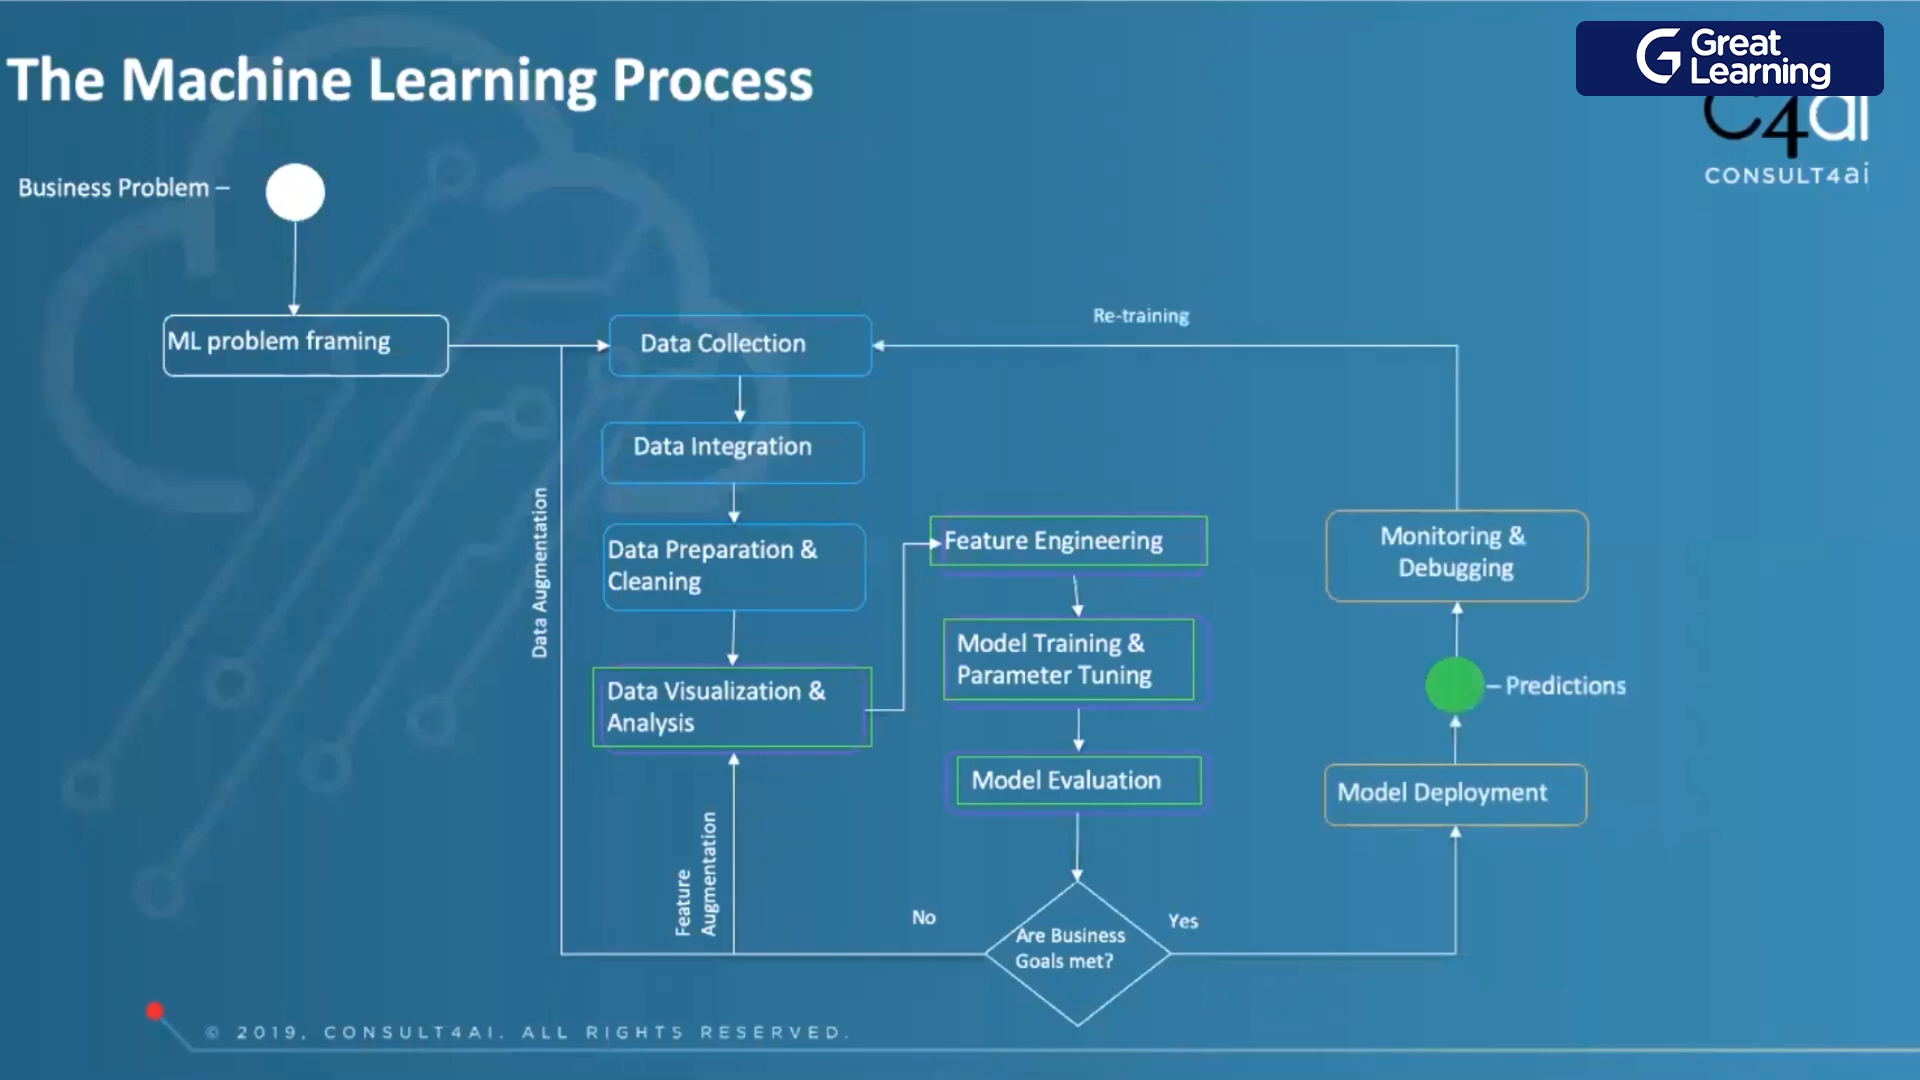 Great
Learning
The Machine Learning Process
C4ai
CONSULT4ai
Business Problem –
ML problem framing
Data Collection
Re-training
Data Integration
Data Augmentation
Data Preparation &
Cleaning
Feature Engineering
Monitoring &
Debugging
Model Training &
Parameter Tuning
Data Visualization &
Analysis
– Predictions
Model Evaluation
Model Deployment
Feature
Augmentation
No
Yes
Are Business
Goals met?
© 2019, CONSULT4AI. ALL RIGHTS RESERVED.